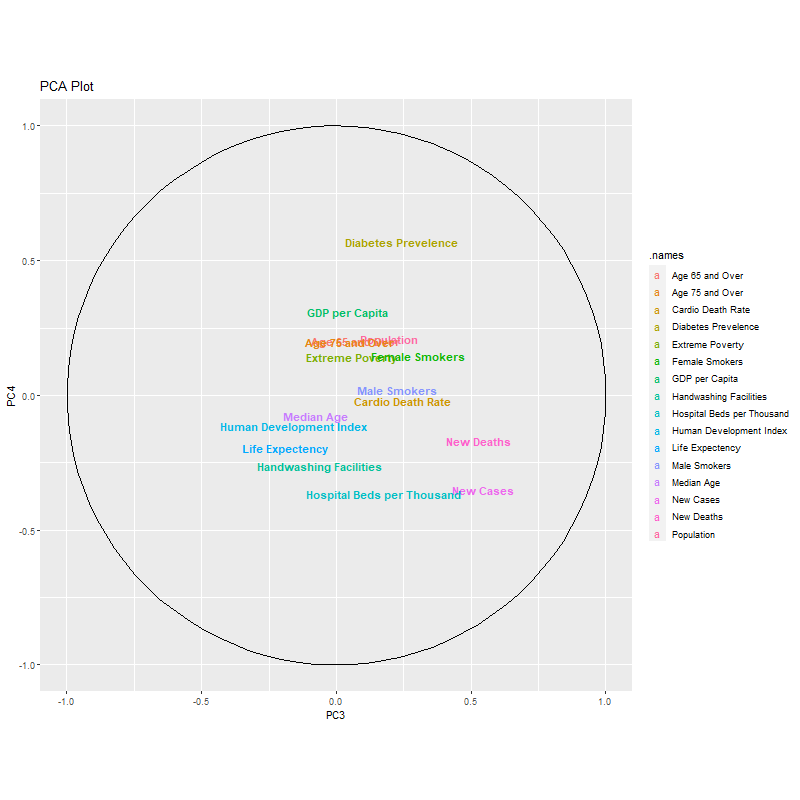 PCA Plot
1.0
0.5
0.0
-0.5
-1.0
PC4
Diabetes Prevelence
GDP per Capita
Population
Age 65 and Over
Age 75 and Over
Extreme Poverty
Female Smokers
Male Smokers
Cardio Death Rate
Median Age
Human Development Index
New Deaths
Life Expectency
Handwashing Facilities
New Cases
Hospital Beds per Thousand
-1.0
-0.5
0.0
0.5
1.0
PC3
.names
a Age 65 and Over
a Age 75 and Over
a Cardio Death Rate
a Diabetes Prevelence
a Extreme Poverty
a Female Smokers
a GDP per Capita
a Handwashing Facilities
a Hospital Beds per Thousand
a Human Development Index
a Life Expectency
a Male Smokers
a Median Age
a New Cases
a New Deaths
a Population